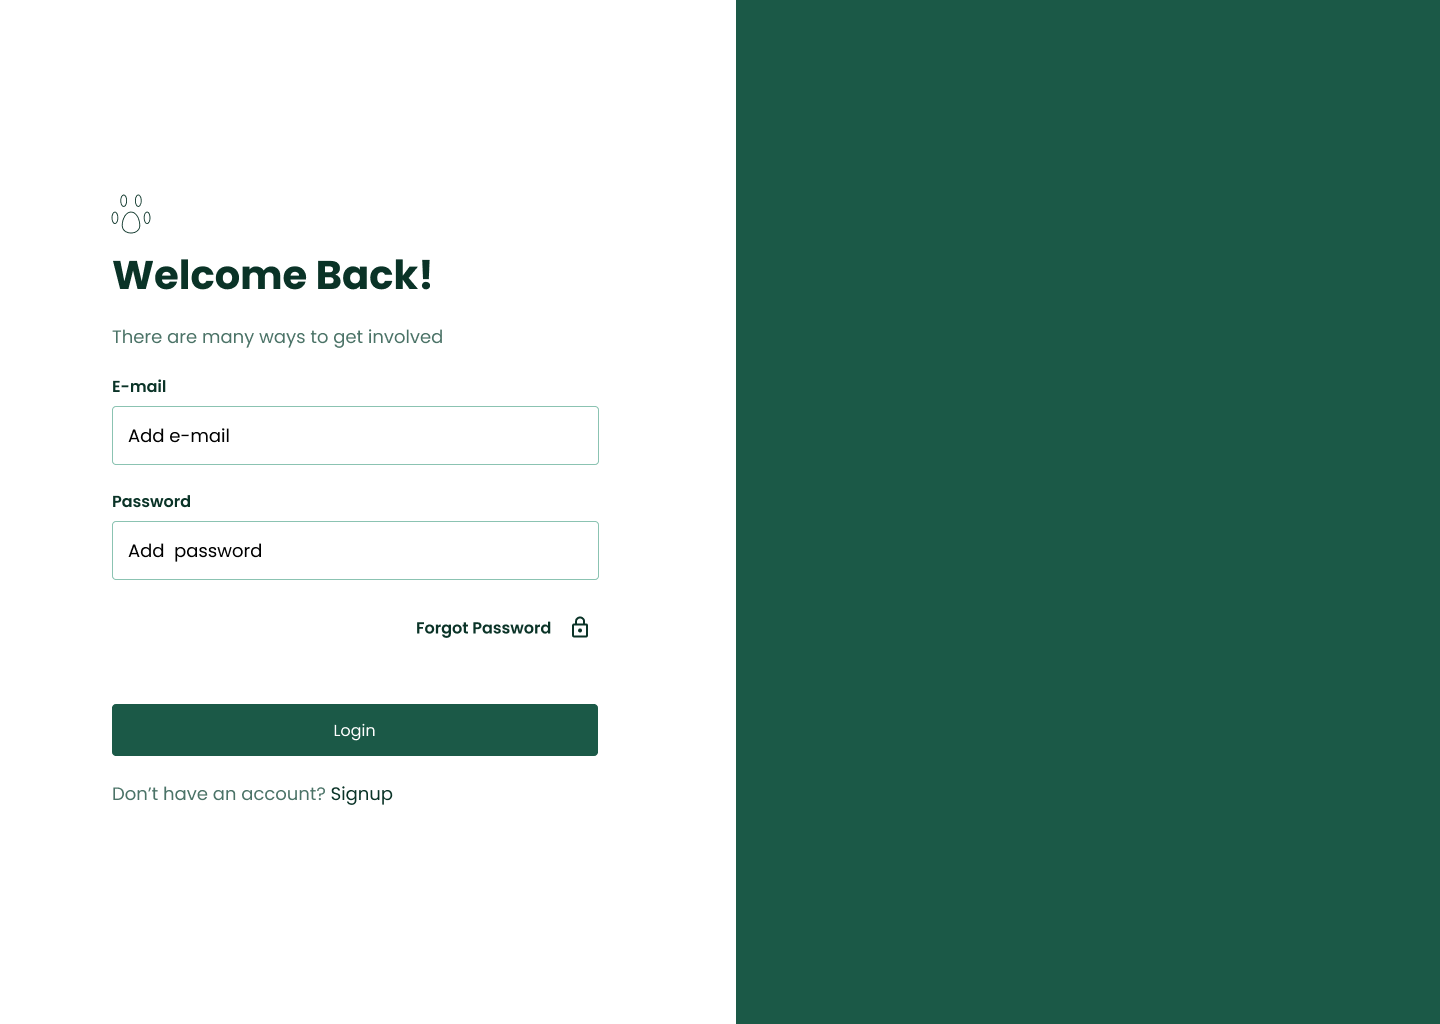 Welcome Back!
There are many ways to get involved
E-mail
Add e-mail
Password
Add  password
Forgot Password
Login
Don’t have an account? Signup